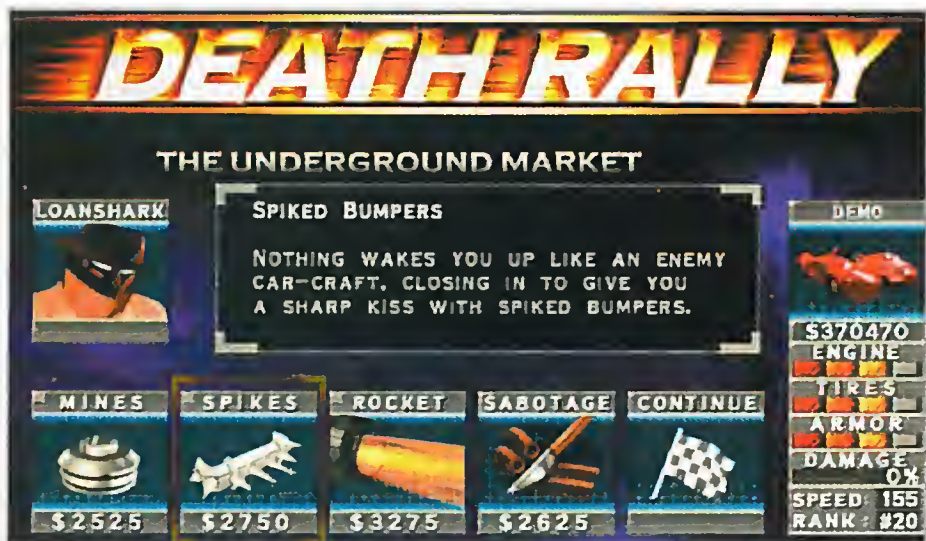 DEATH RALLY
THE UNDERGROUND MARKET
LOANSHARK
SPIKED BUMPERS
NOTHING WAKES YOU UP LIKE AN ENEMY
CAR-CRAFT, CLOSING IN TO GIVE YOU
A SHARP KISS WITH SPIKED BUMPERS.
DEMO
$370470
ENGINE
TIRES
ARMOR
DAMAGE
0%
SPEED: 155
RANK: #20
MINES
SPIKES
ROCKET
SABOTAGE
CONTINUE
$2525
$2750
$3275
$2625